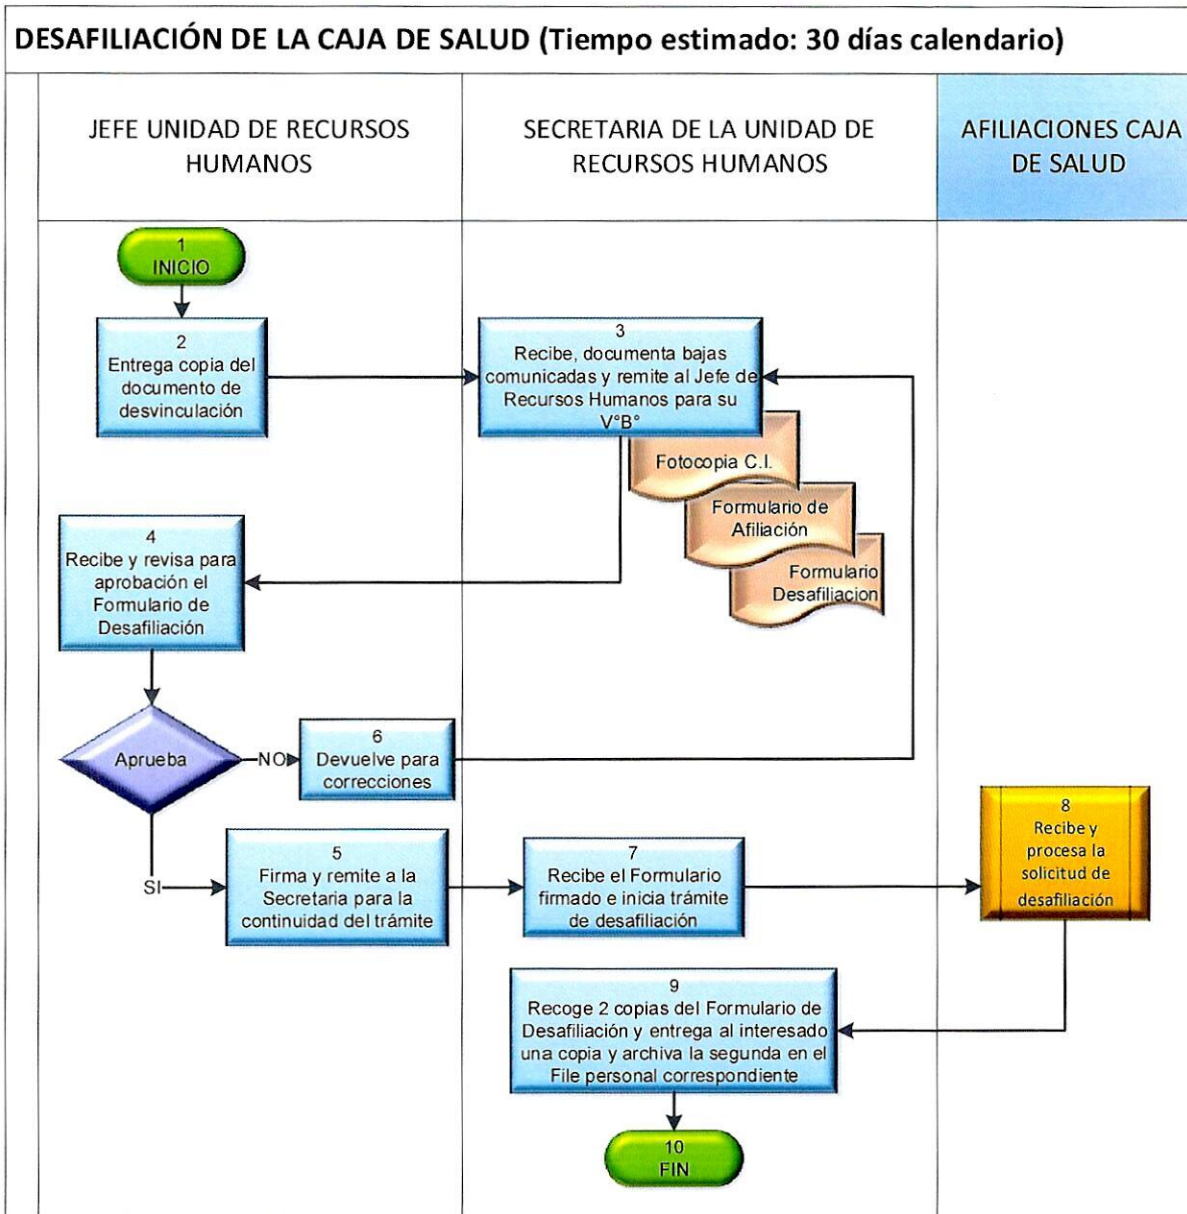 DESAFILIACIÓN DE LA CAJA DE SALUD (Tiempo estimado: 30 días calendario)
JEFE UNIDAD DE RECURSOS
HUMANOS
SECRETARIA DE LA UNIDAD DE
RECURSOS HUMANOS
AFILIACIONES CAJA
DE SALUD
1
INICIO
2
Entrega copia del
documento de
desvinculación
3
Recibe, documenta bajas
comunicadas y remite al Jefe de
Recursos Humanos para su
V°B°
Fotocopia C.I.
Formulario de
Afiliación
Formulario
Desafiliacion
4
Recibe y revisa para
aprobación el
Formulario de
Desafiliación
Aprueba
NO
6
Devuelve para
correcciones
SI
5
Firma y remite a la
Secretaria para la
continuidad del trámite
7
Recibe el Formulario
firmado e inicia trámite
de desafiliación
8
Recibe y
procesa la
solicitud de
desafiliación
9
Recoge 2 copias del Formulario de
Desafiliación y entrega al interesado
una copia y archiva la segunda en el
File personal correspondiente
10
FIN